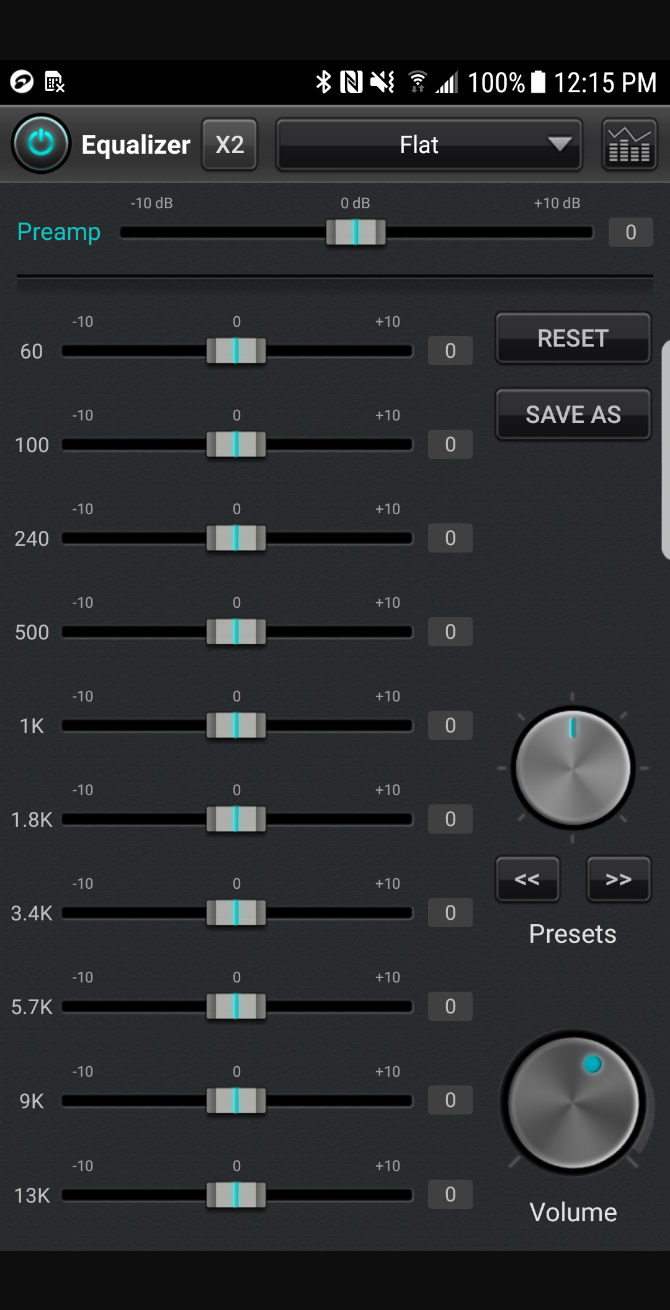 100% 12:15 PM
Equalizer X2 Flat
-10 dB 0 dB +10 dB
Preamp 0
-10 0 +10
60 0 RESET
SAVE AS
-10 0 +10
100 0
-10 0 +10
240 0
-10 0 +10
500 0
-10 0 +10
1K 0
-10 0 +10
1.8K 0
<< >>
-10 0 +10
3.4K 0
Presets
-10 0 +10
5.7K 0
-10 0 +10
9K 0
-10 0 +10
13K 0
Volume